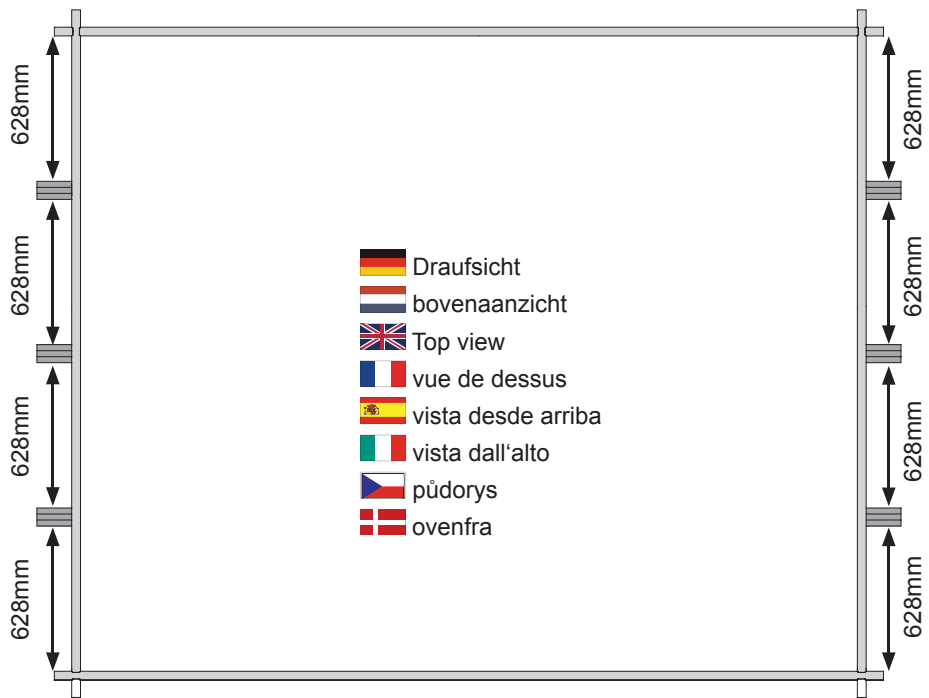 628mm
628mm
628mm
628mm
Draufsicht
bovenaanzicht
Top view
vue de dessus
vista desde arriba
vista dall‘alto
půdorys
ovenfra
628mm
628mm
628mm
628mm